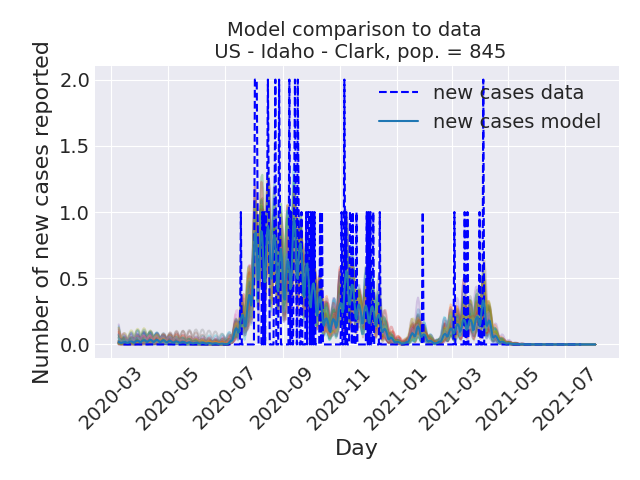 Model comparison to data
US - Idaho - Clark, pop. = 845
Number of new cases reported
2.0
1.5
1.0
0.5
0.0
new cases data
new cases model
2020-03
2020-05
2020-07
2020-09
2020-11
2021-01
2021-03
2021-05
2021-07
Day